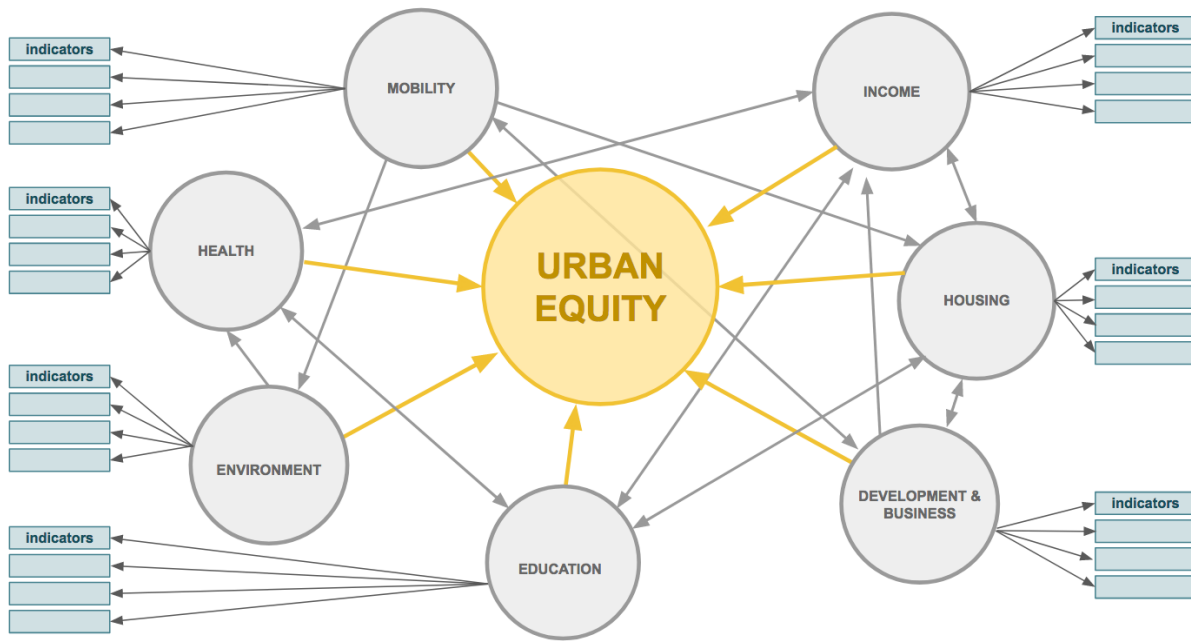 indicators
MOBILITY
INCOME
indicators
indicators
HEALTH
URBAN
EQUITY
HOUSING
indicators
indicators
ENVIRONMENT
DEVELOPMENT &
BUSINESS
indicators
indicators
EDUCATION